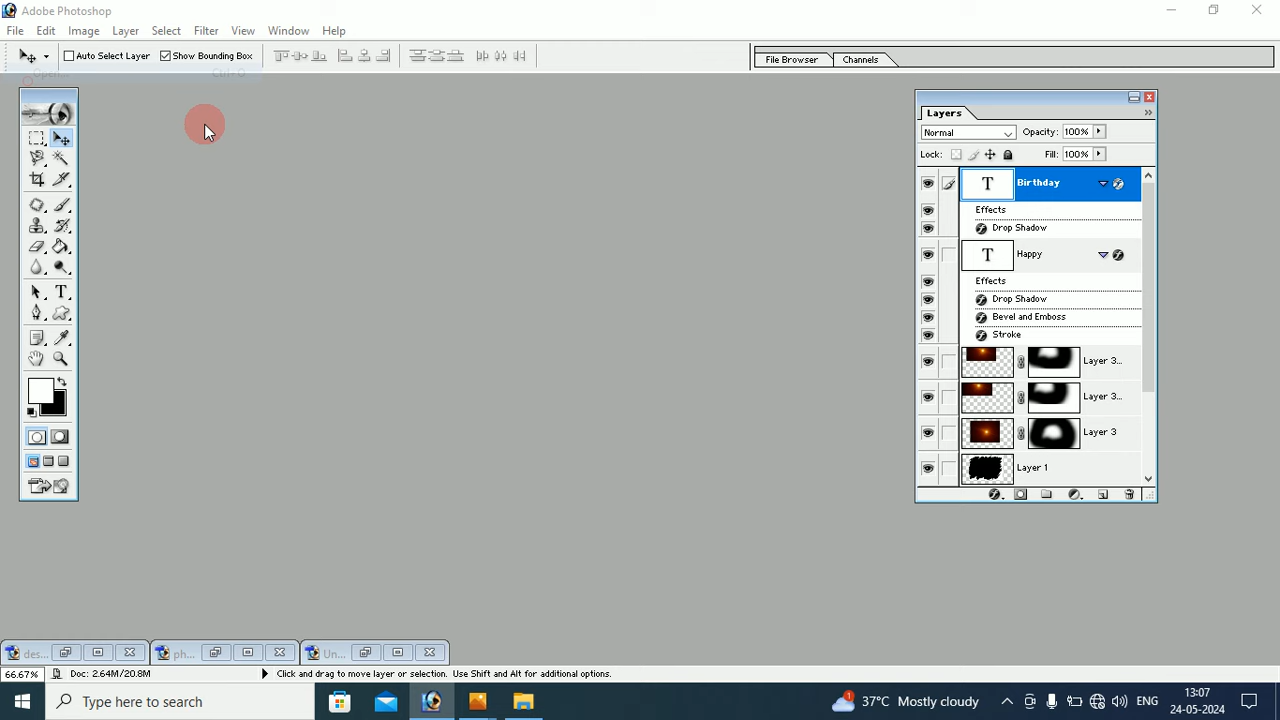 Adobe Photoshop
File Edit Image Layer Select Filter View Window Help
Auto Select Layer Show Bounding Box File Browser Channels
Open... Ctrl+O
Layers
Normal Opacity: 100%
Lock: Fill: 100%
T Birthday
Effects
Drop Shadow
T Happy
Effects
Drop Shadow
Bevel and Emboss
Stroke
Layer 3...
Layer 3...
Layer 3
Layer 1
T
des... ph... Un...
66.67% Doc: 2.64M/20.8M Click and drag to move layer or selection. Use Shift and Alt for additional options.
Type here to search 37°C Mostly cloudy ENG 13:07
24-05-2024